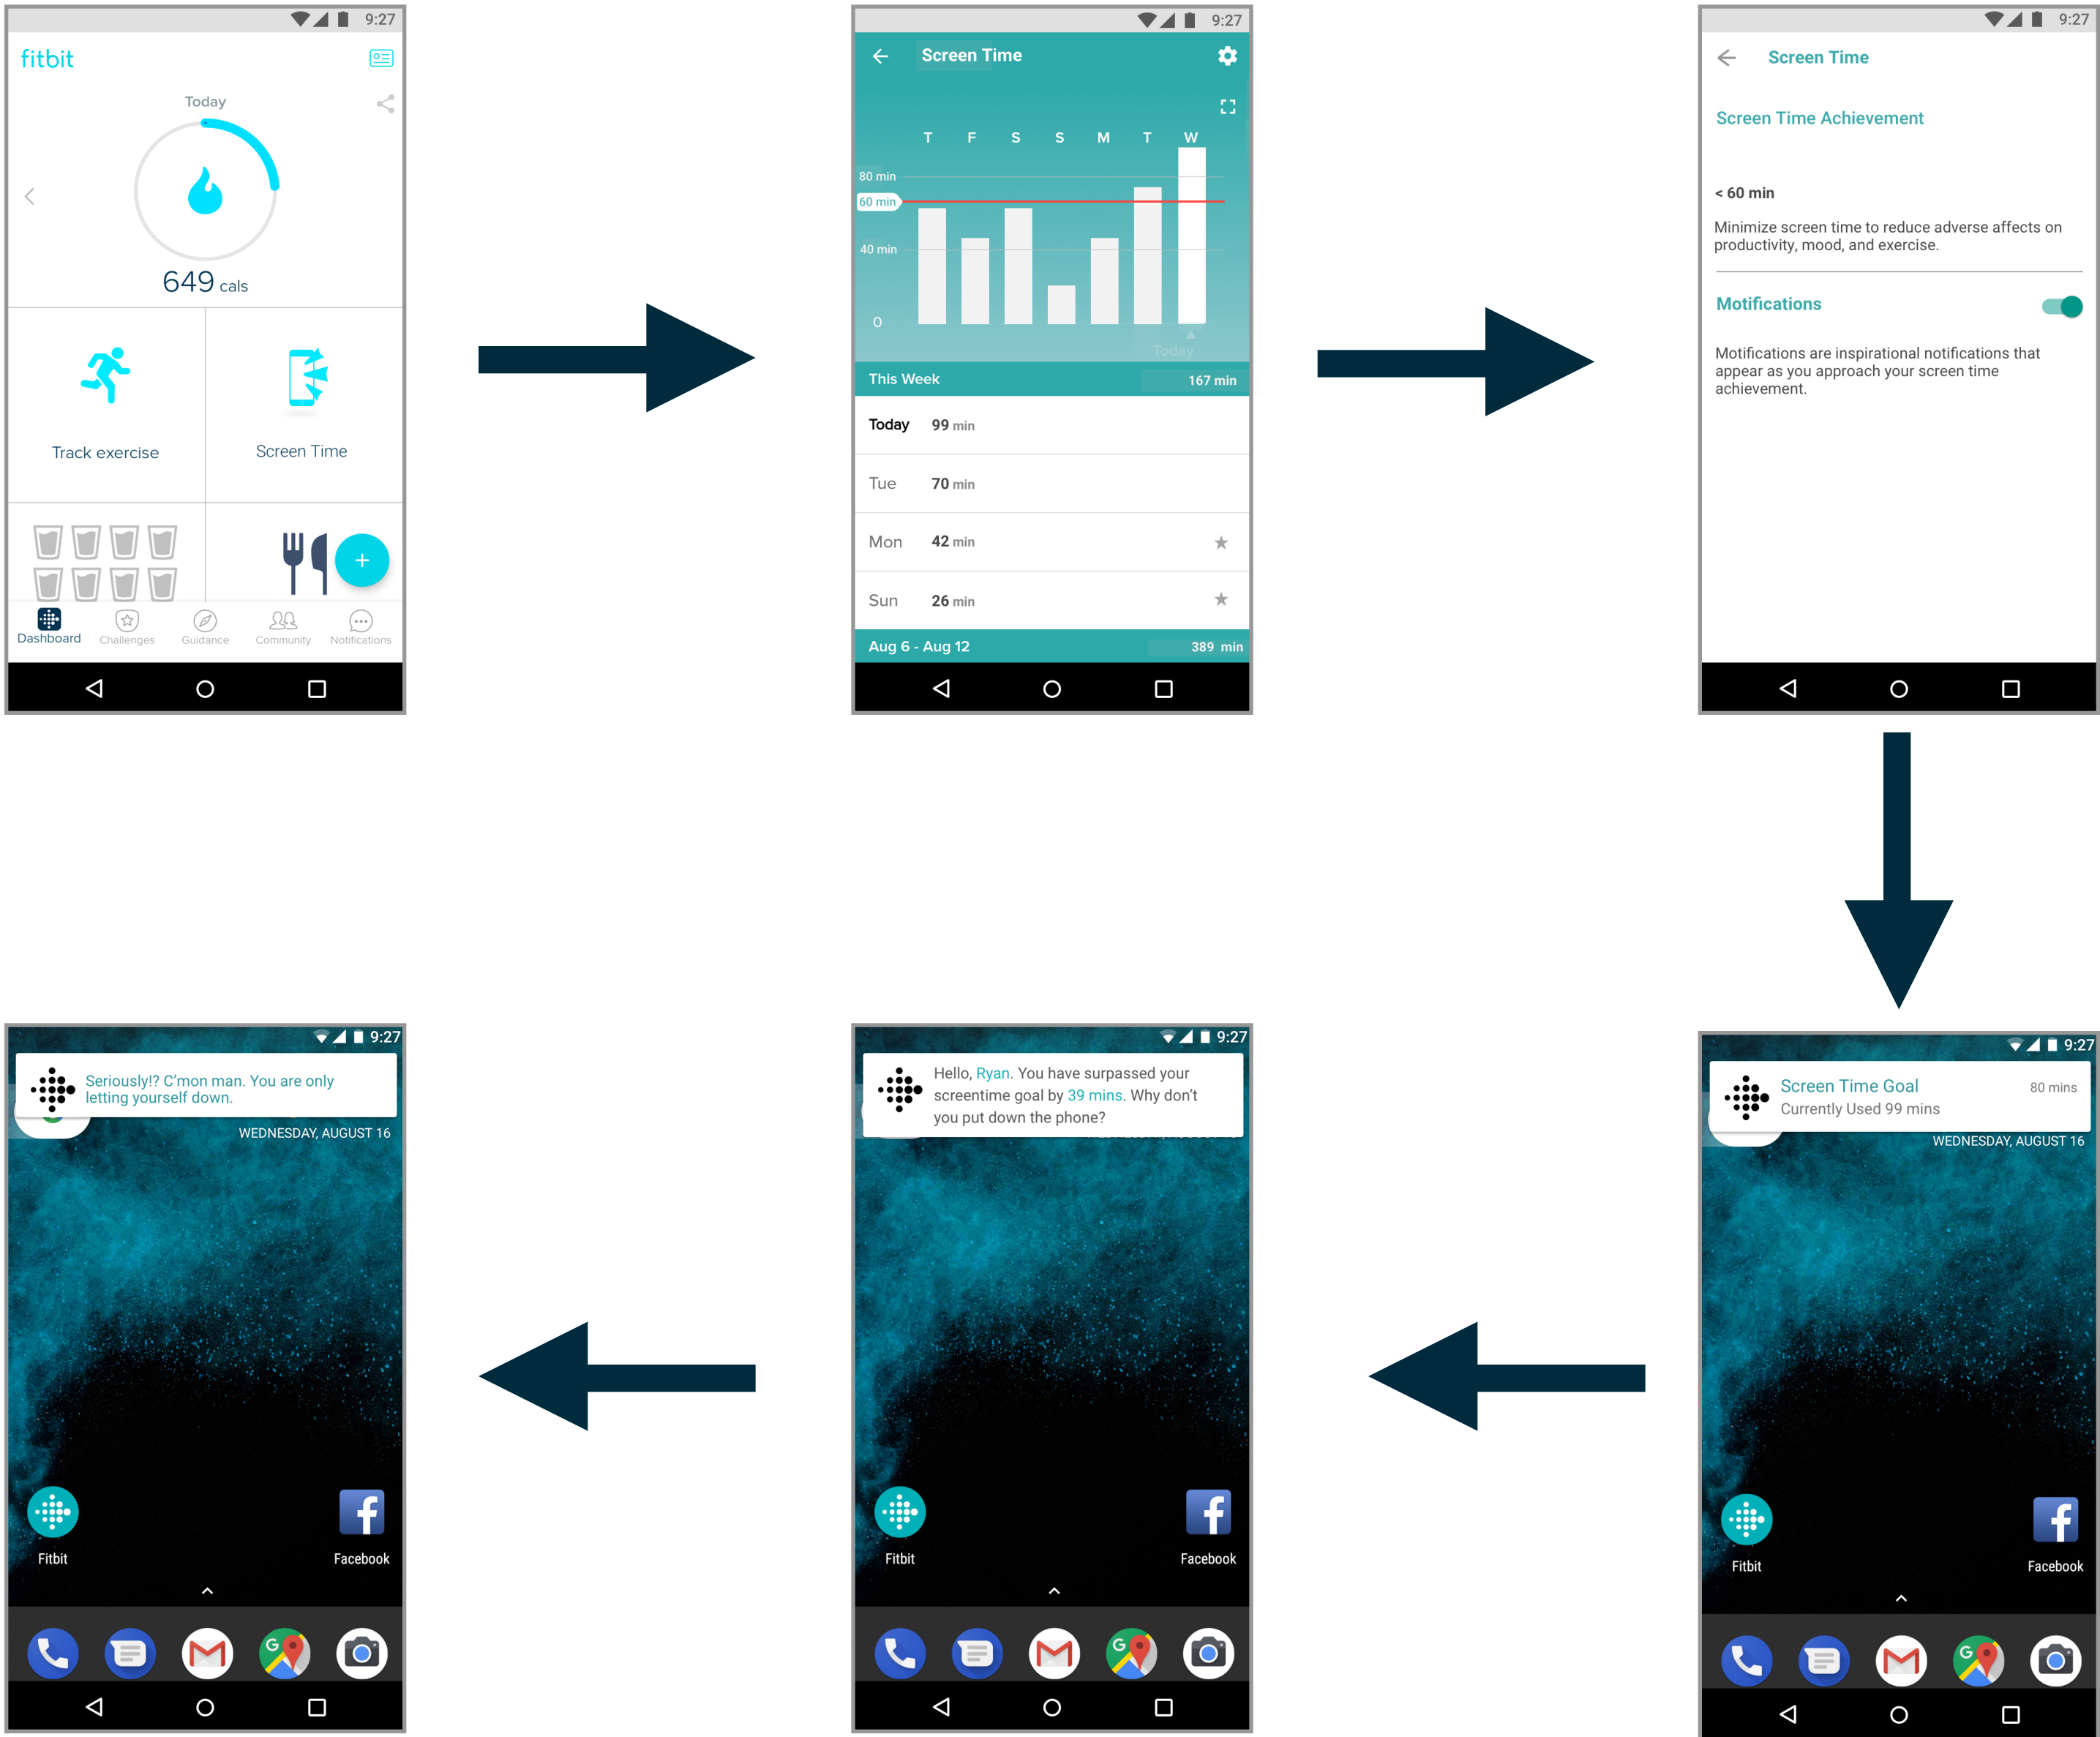 9:27
fitbit
Today
649 cals
Track exercise
Screen Time
Dashboard
Challenges
Guidance
Community
Notifications
9:27
Screen Time
T F S S M T W
80 min
60 min
40 min
0
Today
This Week 167 min
Today 99 min
Tue 70 min
Mon 42 min
Sun 26 min
Aug 6 - Aug 12 389 min
9:27
Screen Time
Screen Time Achievement
< 60 min
Minimize screen time to reduce adverse affects on
productivity, mood, and exercise.
Motifications
Motifications are inspirational notifications that
appear as you approach your screen time
achievement.
9:27
Screen Time Goal 80 mins
Currently Used 99 mins
WEDNESDAY, AUGUST 16
Fitbit
Facebook
G
9:27
Hello, Ryan. You have surpassed your
screentime goal by 39 mins. Why don't
you put down the phone?
Fitbit
Facebook
G
9:27
Seriously!? C'mon man. You are only
letting yourself down.
WEDNESDAY, AUGUST 16
Fitbit
Facebook
G